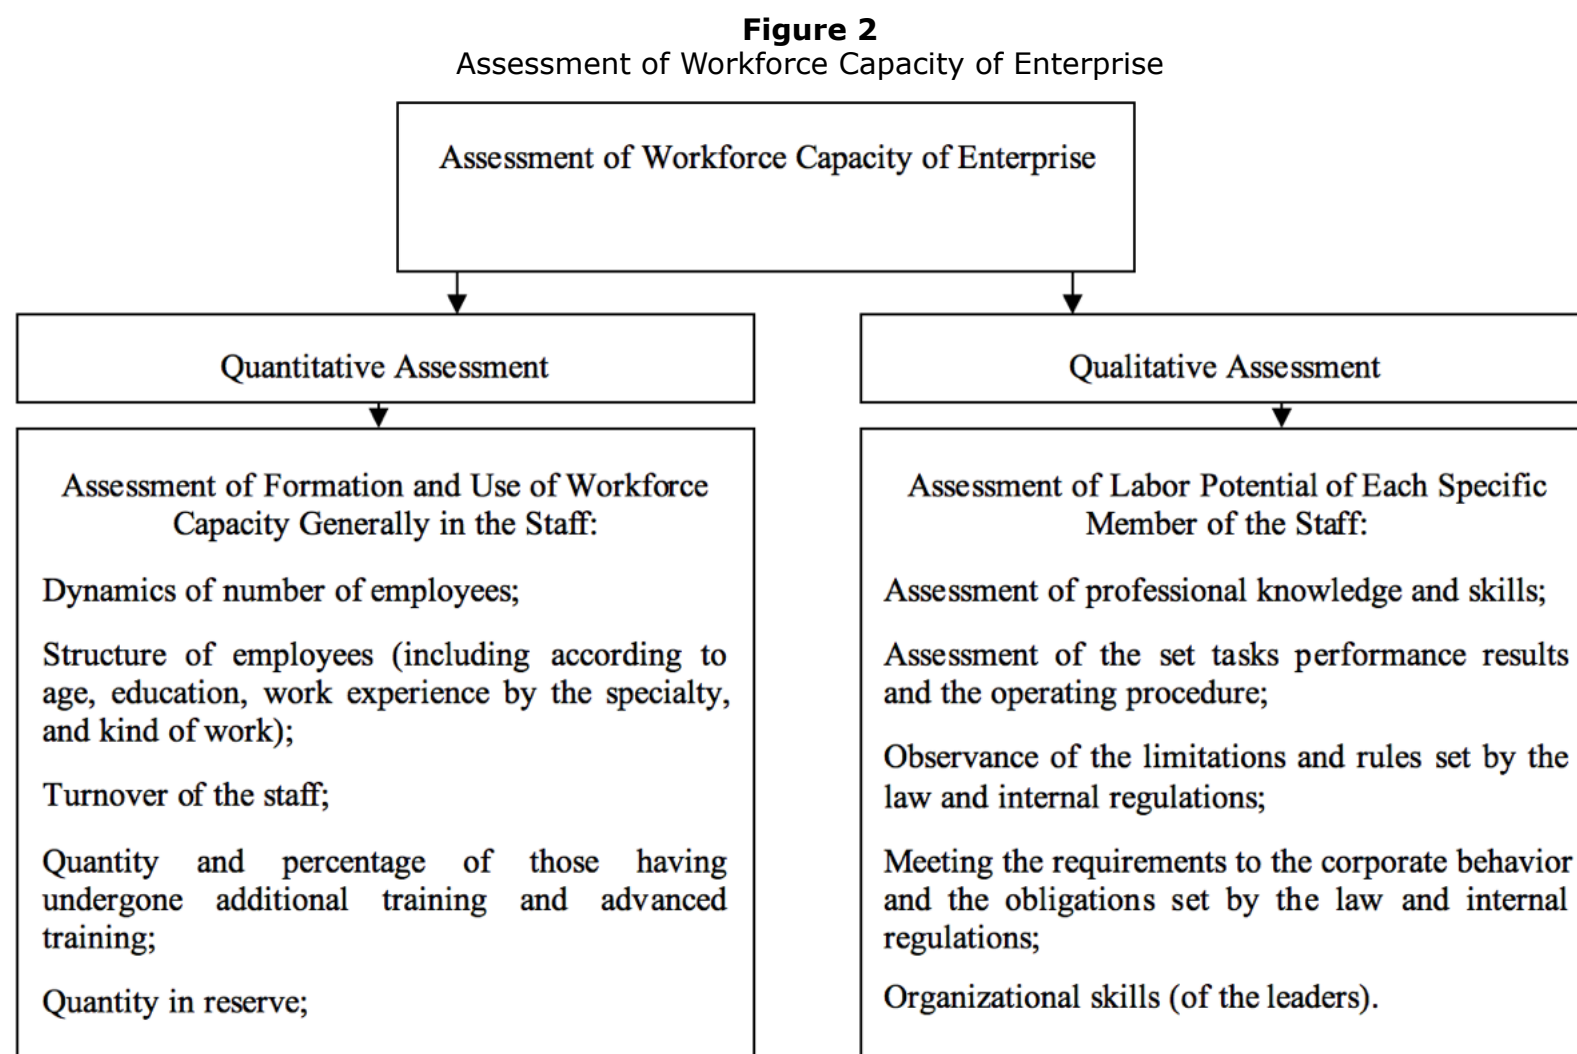 Figure 2
Assessment of Workforce Capacity of Enterprise
Assessment of Workforce Capacity of Enterprise
Quantitative Assessment
Qualitative Assessment
Assessment of Formation and Use of Workforce
Capacity Generally in the Staff:
Dynamics of number of employees;
Structure of employees (including according to
age, education, work experience by the specialty,
and kind of work);
Turnover of the staff;
Quantity and percentage of those having
undergone additional training and advanced
training;
Quantity in reserve;
Assessment of Labor Potential of Each Specific
Member of the Staff:
Assessment of professional knowledge and skills;
Assessment of the set tasks performance results
and the operating procedure;
Observance of the limitations and rules set by the
law and internal regulations;
Meeting the requirements to the corporate behavior
and the obligations set by the law and internal
regulations;
Organizational skills (of the leaders).